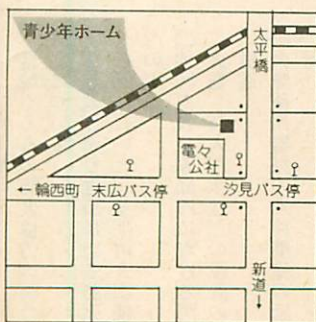 青少年ホーム
太平橋
電々
公社
←輪西町
末広バス停
汐見バス停
新道→